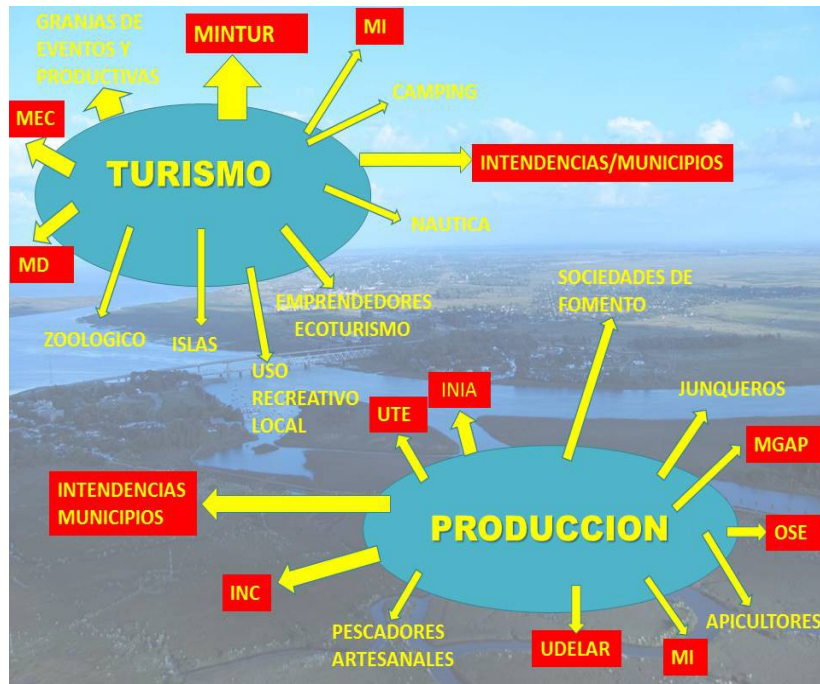 GRANJAS DE
EVENTOS Y
PRODUCTIVAS
MINTUR
MI
CAMPING
MEC
TURISMO
INTENDENCIAS/MUNICIPIOS
NAUTICA
MD
ZOOLOGICO
ISLAS
EMPRENDEDORES
ECOTURISMO
USO
RECREATIVO
LOCAL
SOCIEDADES DE
FOMENTO
UTE
INIA
JUNQUEROS
MGAP
INTENDENCIAS
MUNICIPIOS
PRODUCCION
OSE
INC
PESCADORES
ARTESANALES
UDELAR
MI
APICULTORES